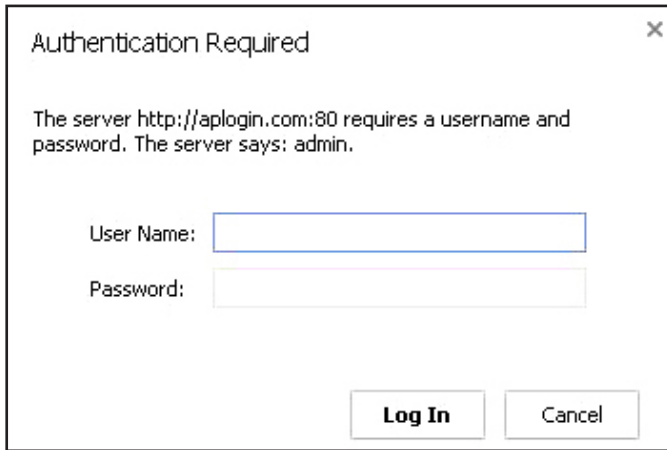 Authentication Required
The server http://aplogin.com:80 requires a username and
password. The server says: admin.
User Name:
Password:
Log In
Cancel